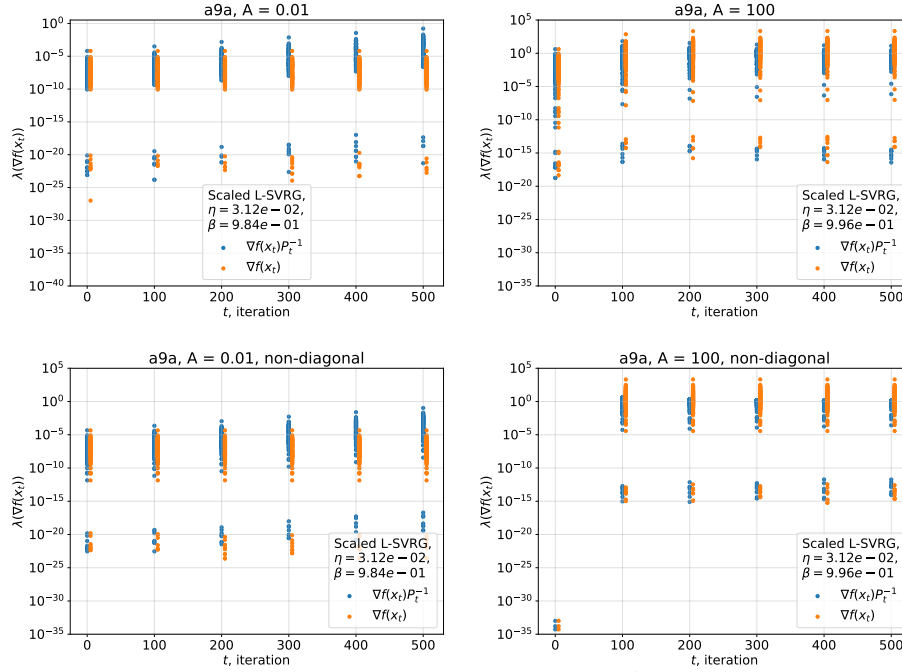 a9a, A = 0.01
λ(∇f(x_t))
10^0
10^{-5}
10^{-10}
10^{-15}
10^{-20}
10^{-25}
10^{-30}
10^{-35}
10^{-40}
Scaled L-SVRG,
η = 3.12e − 02,
β = 9.84e − 01
∇f(x_t)P_t^{-1}
∇f(x_t)
0 100 200 300 400 500
t, iteration
a9a, A = 100
λ(∇f(x_t))
10^5
10^0
10^{-5}
10^{-10}
10^{-15}
10^{-20}
10^{-25}
10^{-30}
10^{-35}
Scaled L-SVRG,
η = 3.12e − 02,
β = 9.96e − 01
∇f(x_t)P_t^{-1}
∇f(x_t)
0 100 200 300 400 500
t, iteration
a9a, A = 0.01, non-diagonal
λ(∇f(x_t))
10^5
10^0
10^{-5}
10^{-10}
10^{-15}
10^{-20}
10^{-25}
10^{-30}
10^{-35}
Scaled L-SVRG,
η = 3.12e − 02,
β = 9.84e − 01
∇f(x_t)P_t^{-1}
∇f(x_t)
0 100 200 300 400 500
t, iteration
a9a, A = 100, non-diagonal
λ(∇f(x_t))
10^5
10^0
10^{-5}
10^{-10}
10^{-15}
10^{-20}
10^{-25}
10^{-30}
10^{-35}
Scaled L-SVRG,
η = 3.12e − 02,
β = 9.96e − 01
∇f(x_t)P_t^{-1}
∇f(x_t)
0 100 200 300 400 500
t, iteration